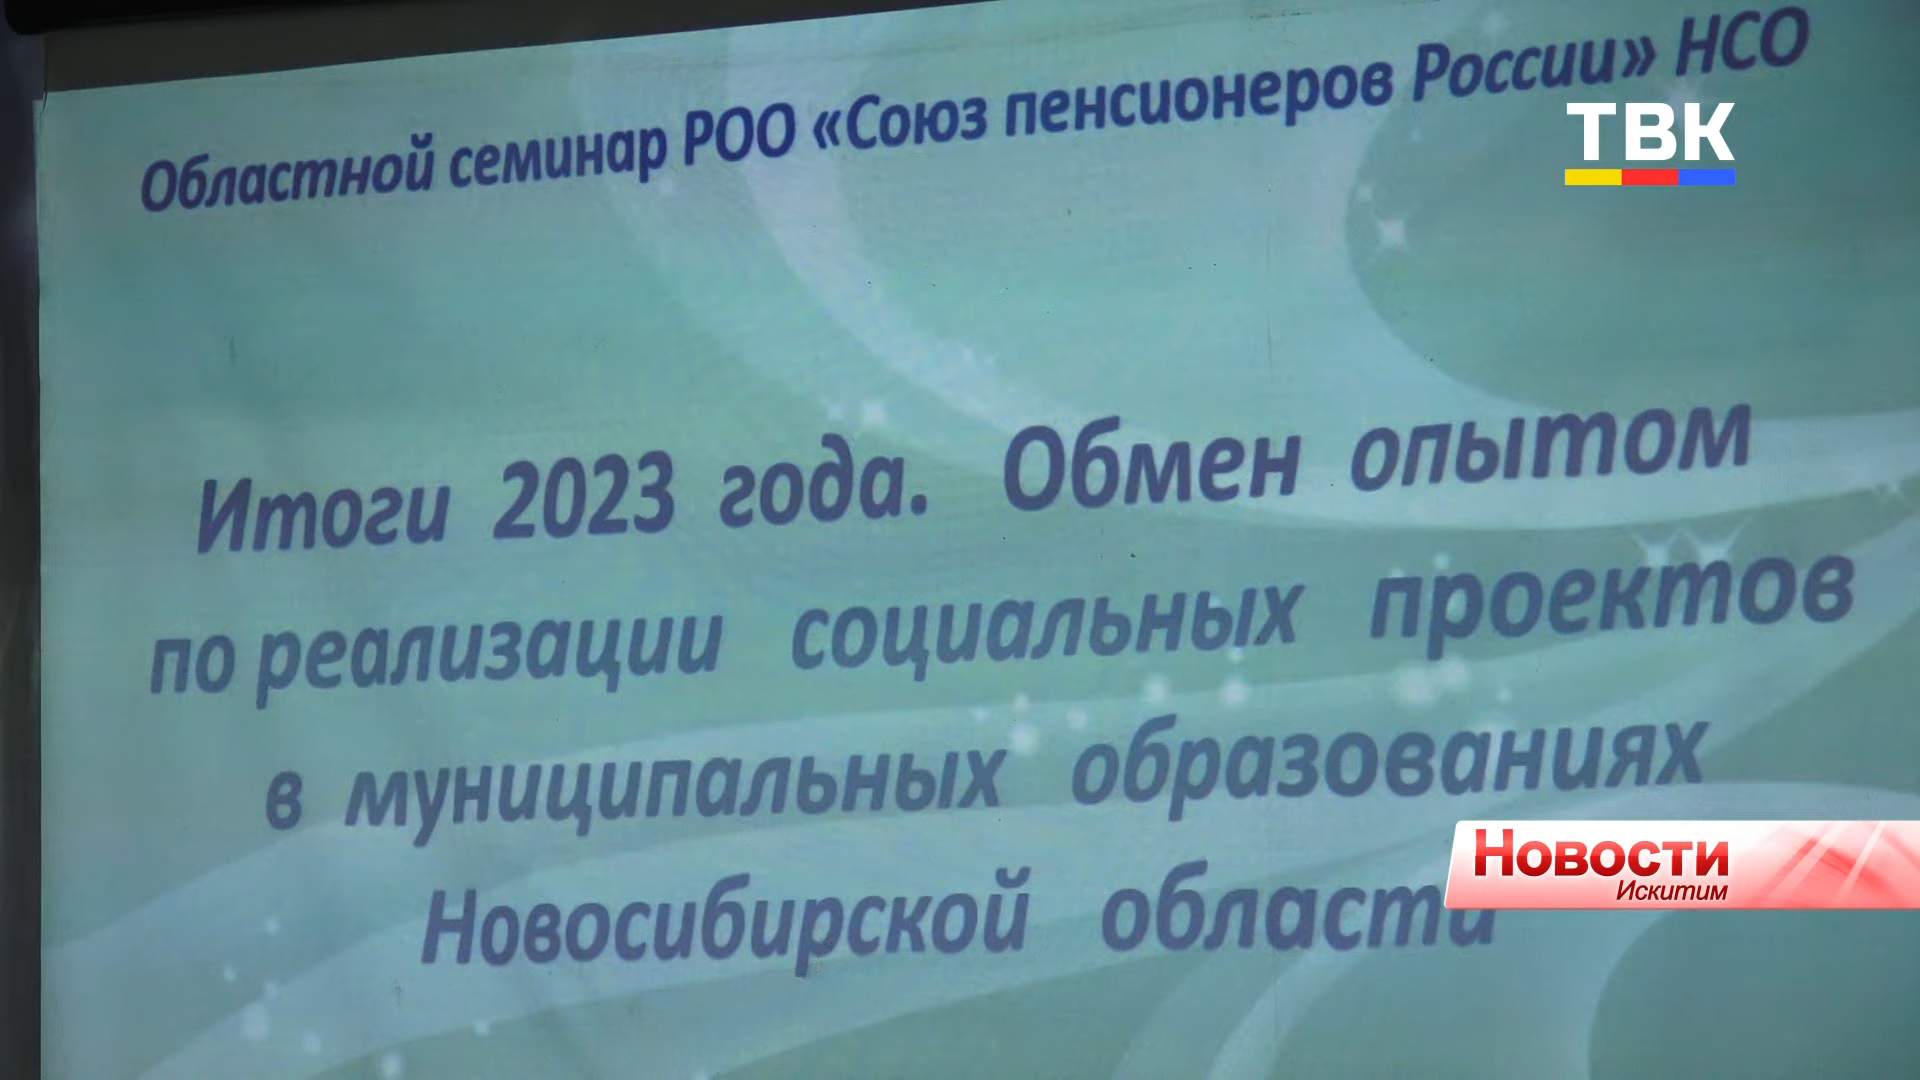 Областной семинар РОО «Союз пенсионеров России» НСО
ТВК
Итоги 2023 года. Обмен опытом
по реализации социальных проектов
в муниципальных образованиях
Новосибирской области
Новости
Искитим